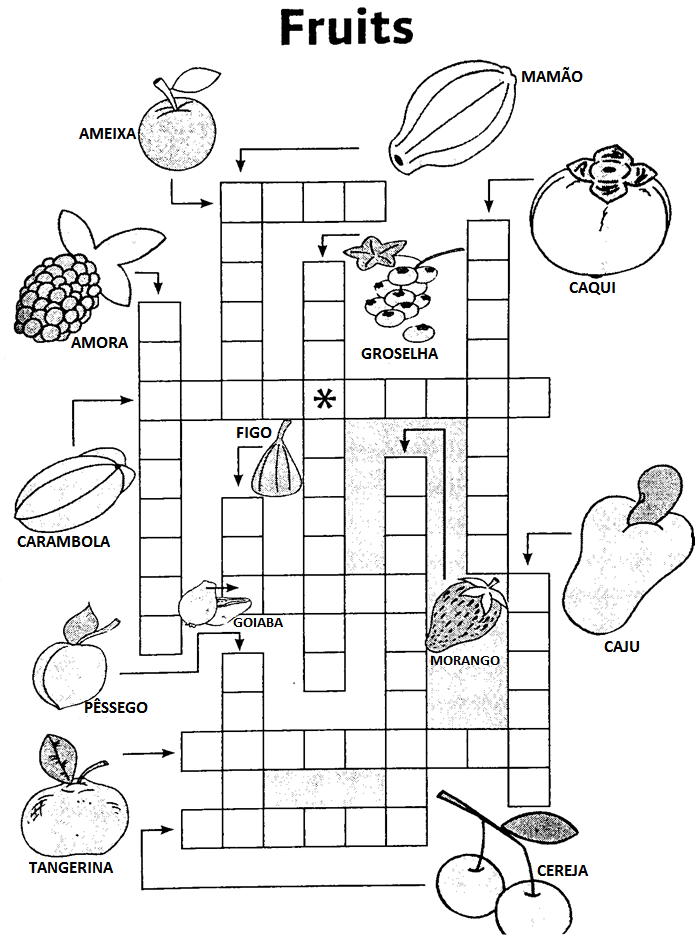 Fruits
MAMÃO
AMEIXA
CAQUI
AMORA
GROSELHA
*
FIGO
CARAMBOLA
GOIABA
CAJU
MORANGO
PÊSSEGO
TANGERINA
CEREJA